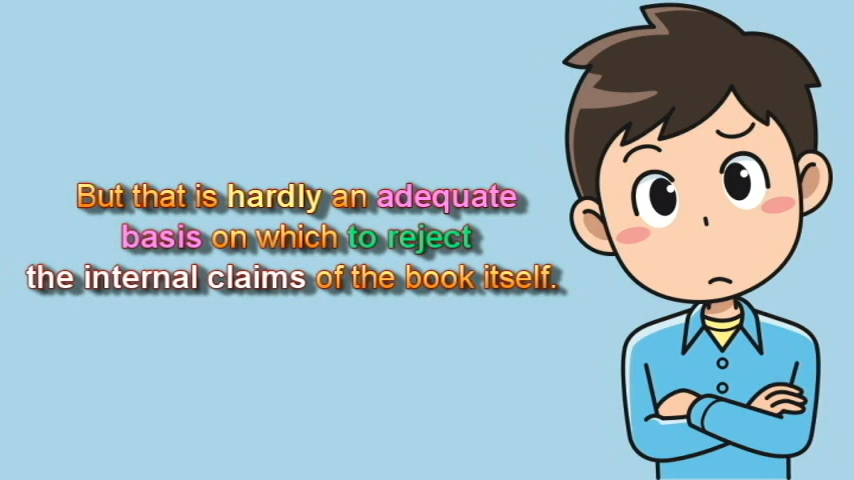 But that is hardly an adequate
basis on which to reject
the internal claims of the book itself.